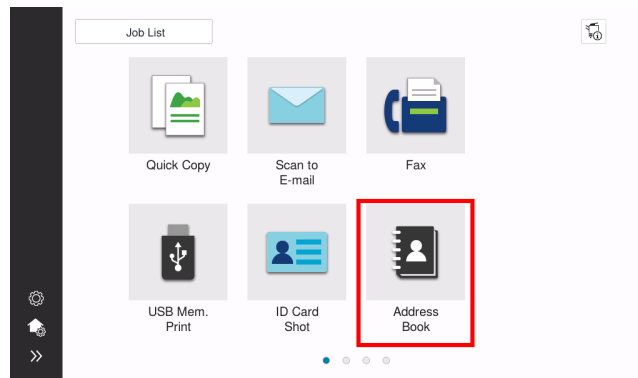 Job List
Quick Copy
Scan to
E-mail
Fax
USB Mem.
Print
ID Card
Shot
Address
Book